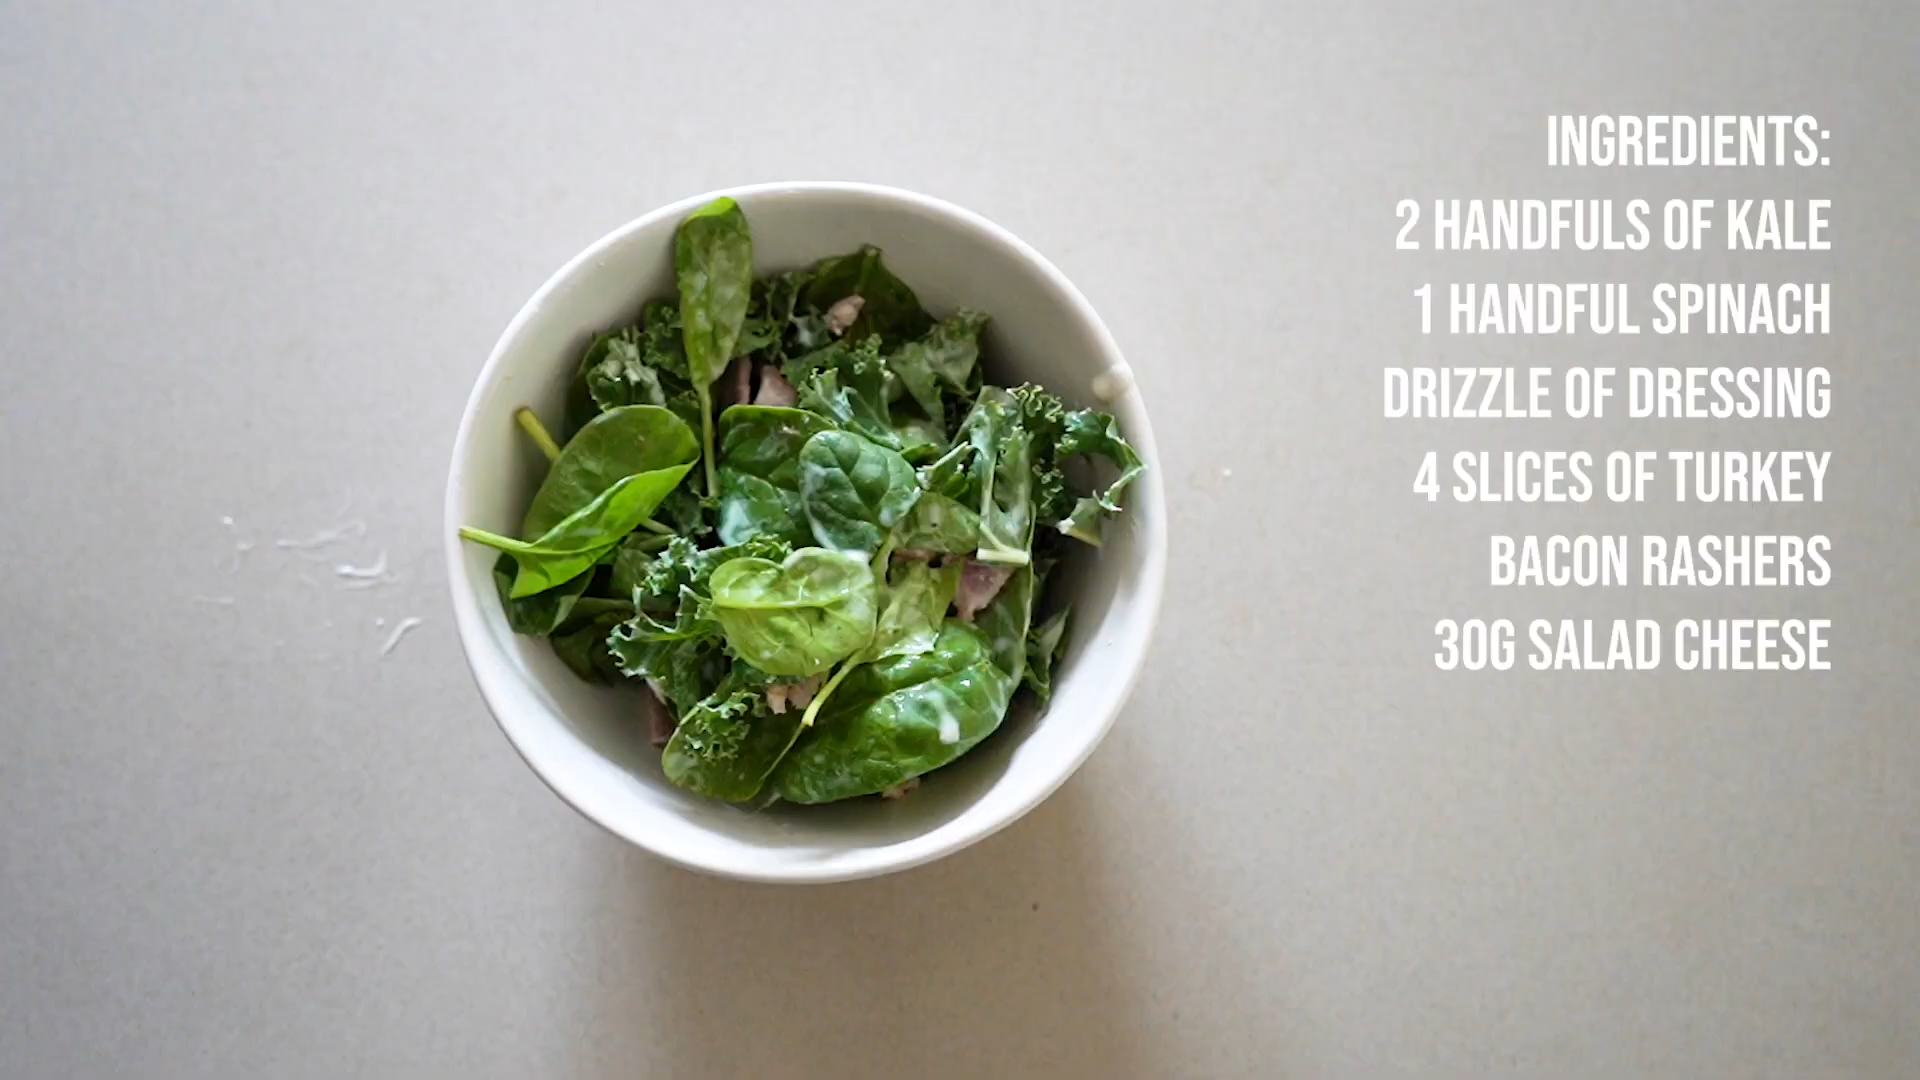 INGREDIENTS:
2 HANDFULS OF KALE
1 HANDFUL SPINACH
DRIZZLE OF DRESSING
4 SLICES OF TURKEY
BACON RASHERS
30G SALAD CHEESE